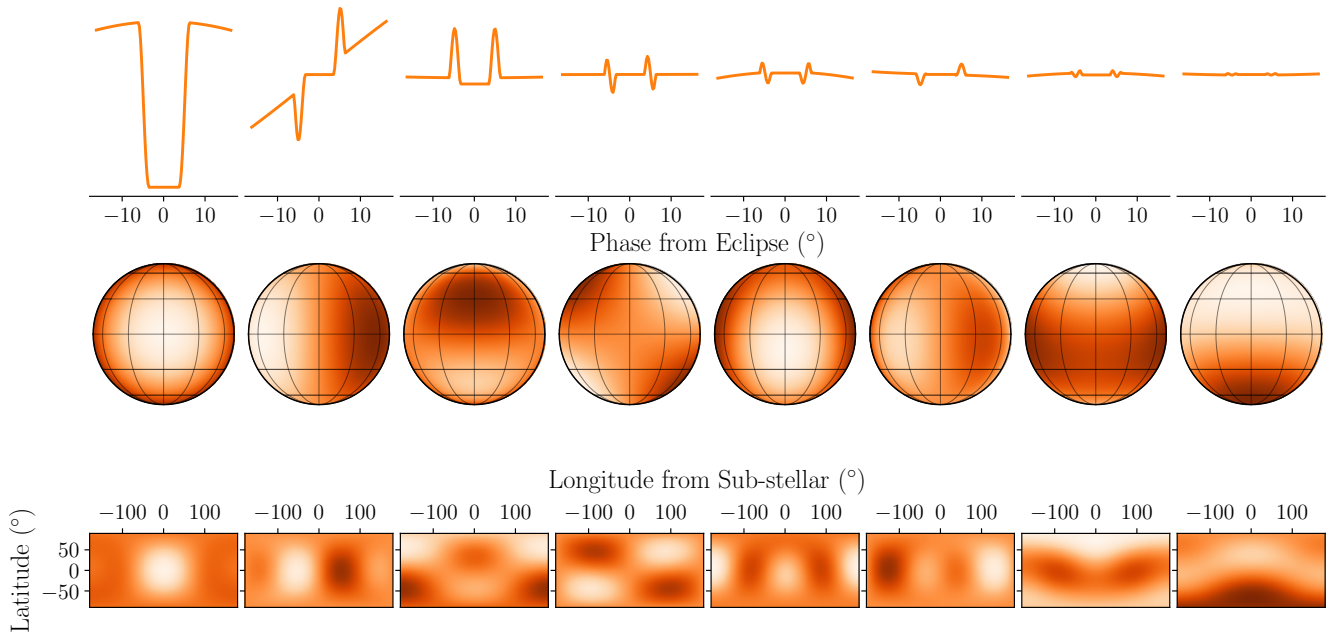 −10 0 10 −10 0 10 −10 0 10 −10 0 10 −10 0 10 −10 0 10 −10 0 10 −10 0 10
Phase from Eclipse (°)
Longitude from Sub-stellar (°)
−100 0 100 −100 0 100 −100 0 100 −100 0 100 −100 0 100 −100 0 100 −100 0 100 −100 0 100
Latitude (°)
50
0
−50